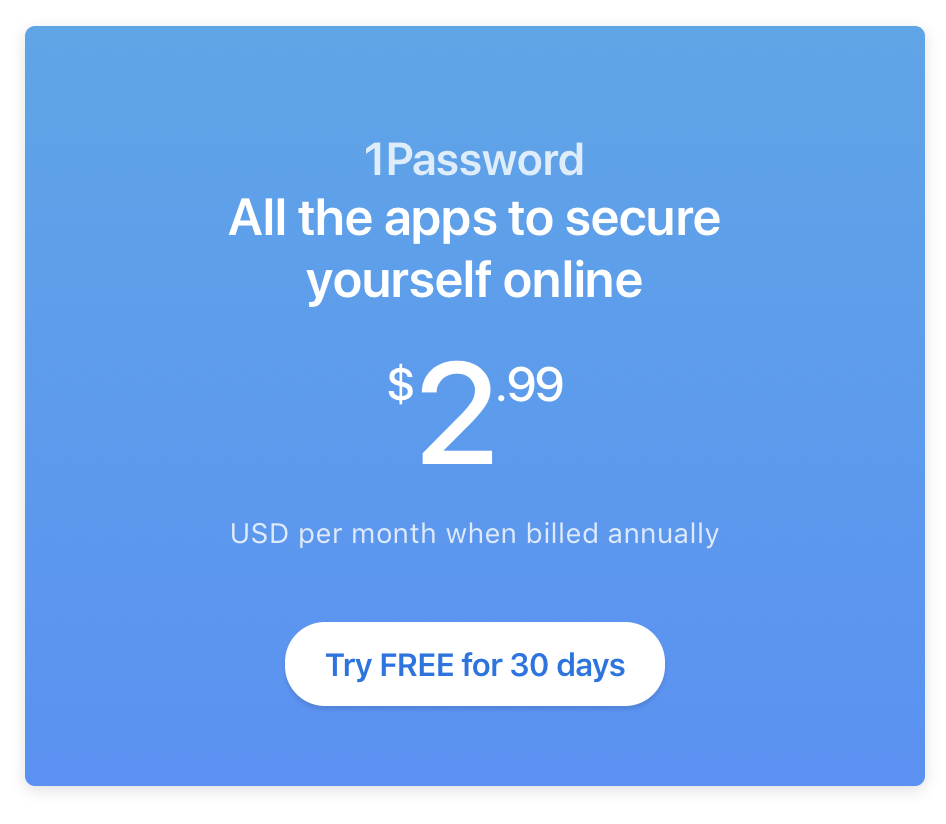 1Password
All the apps to secure
yourself online
$2.99
USD per month when billed annually
Try FREE for 30 days